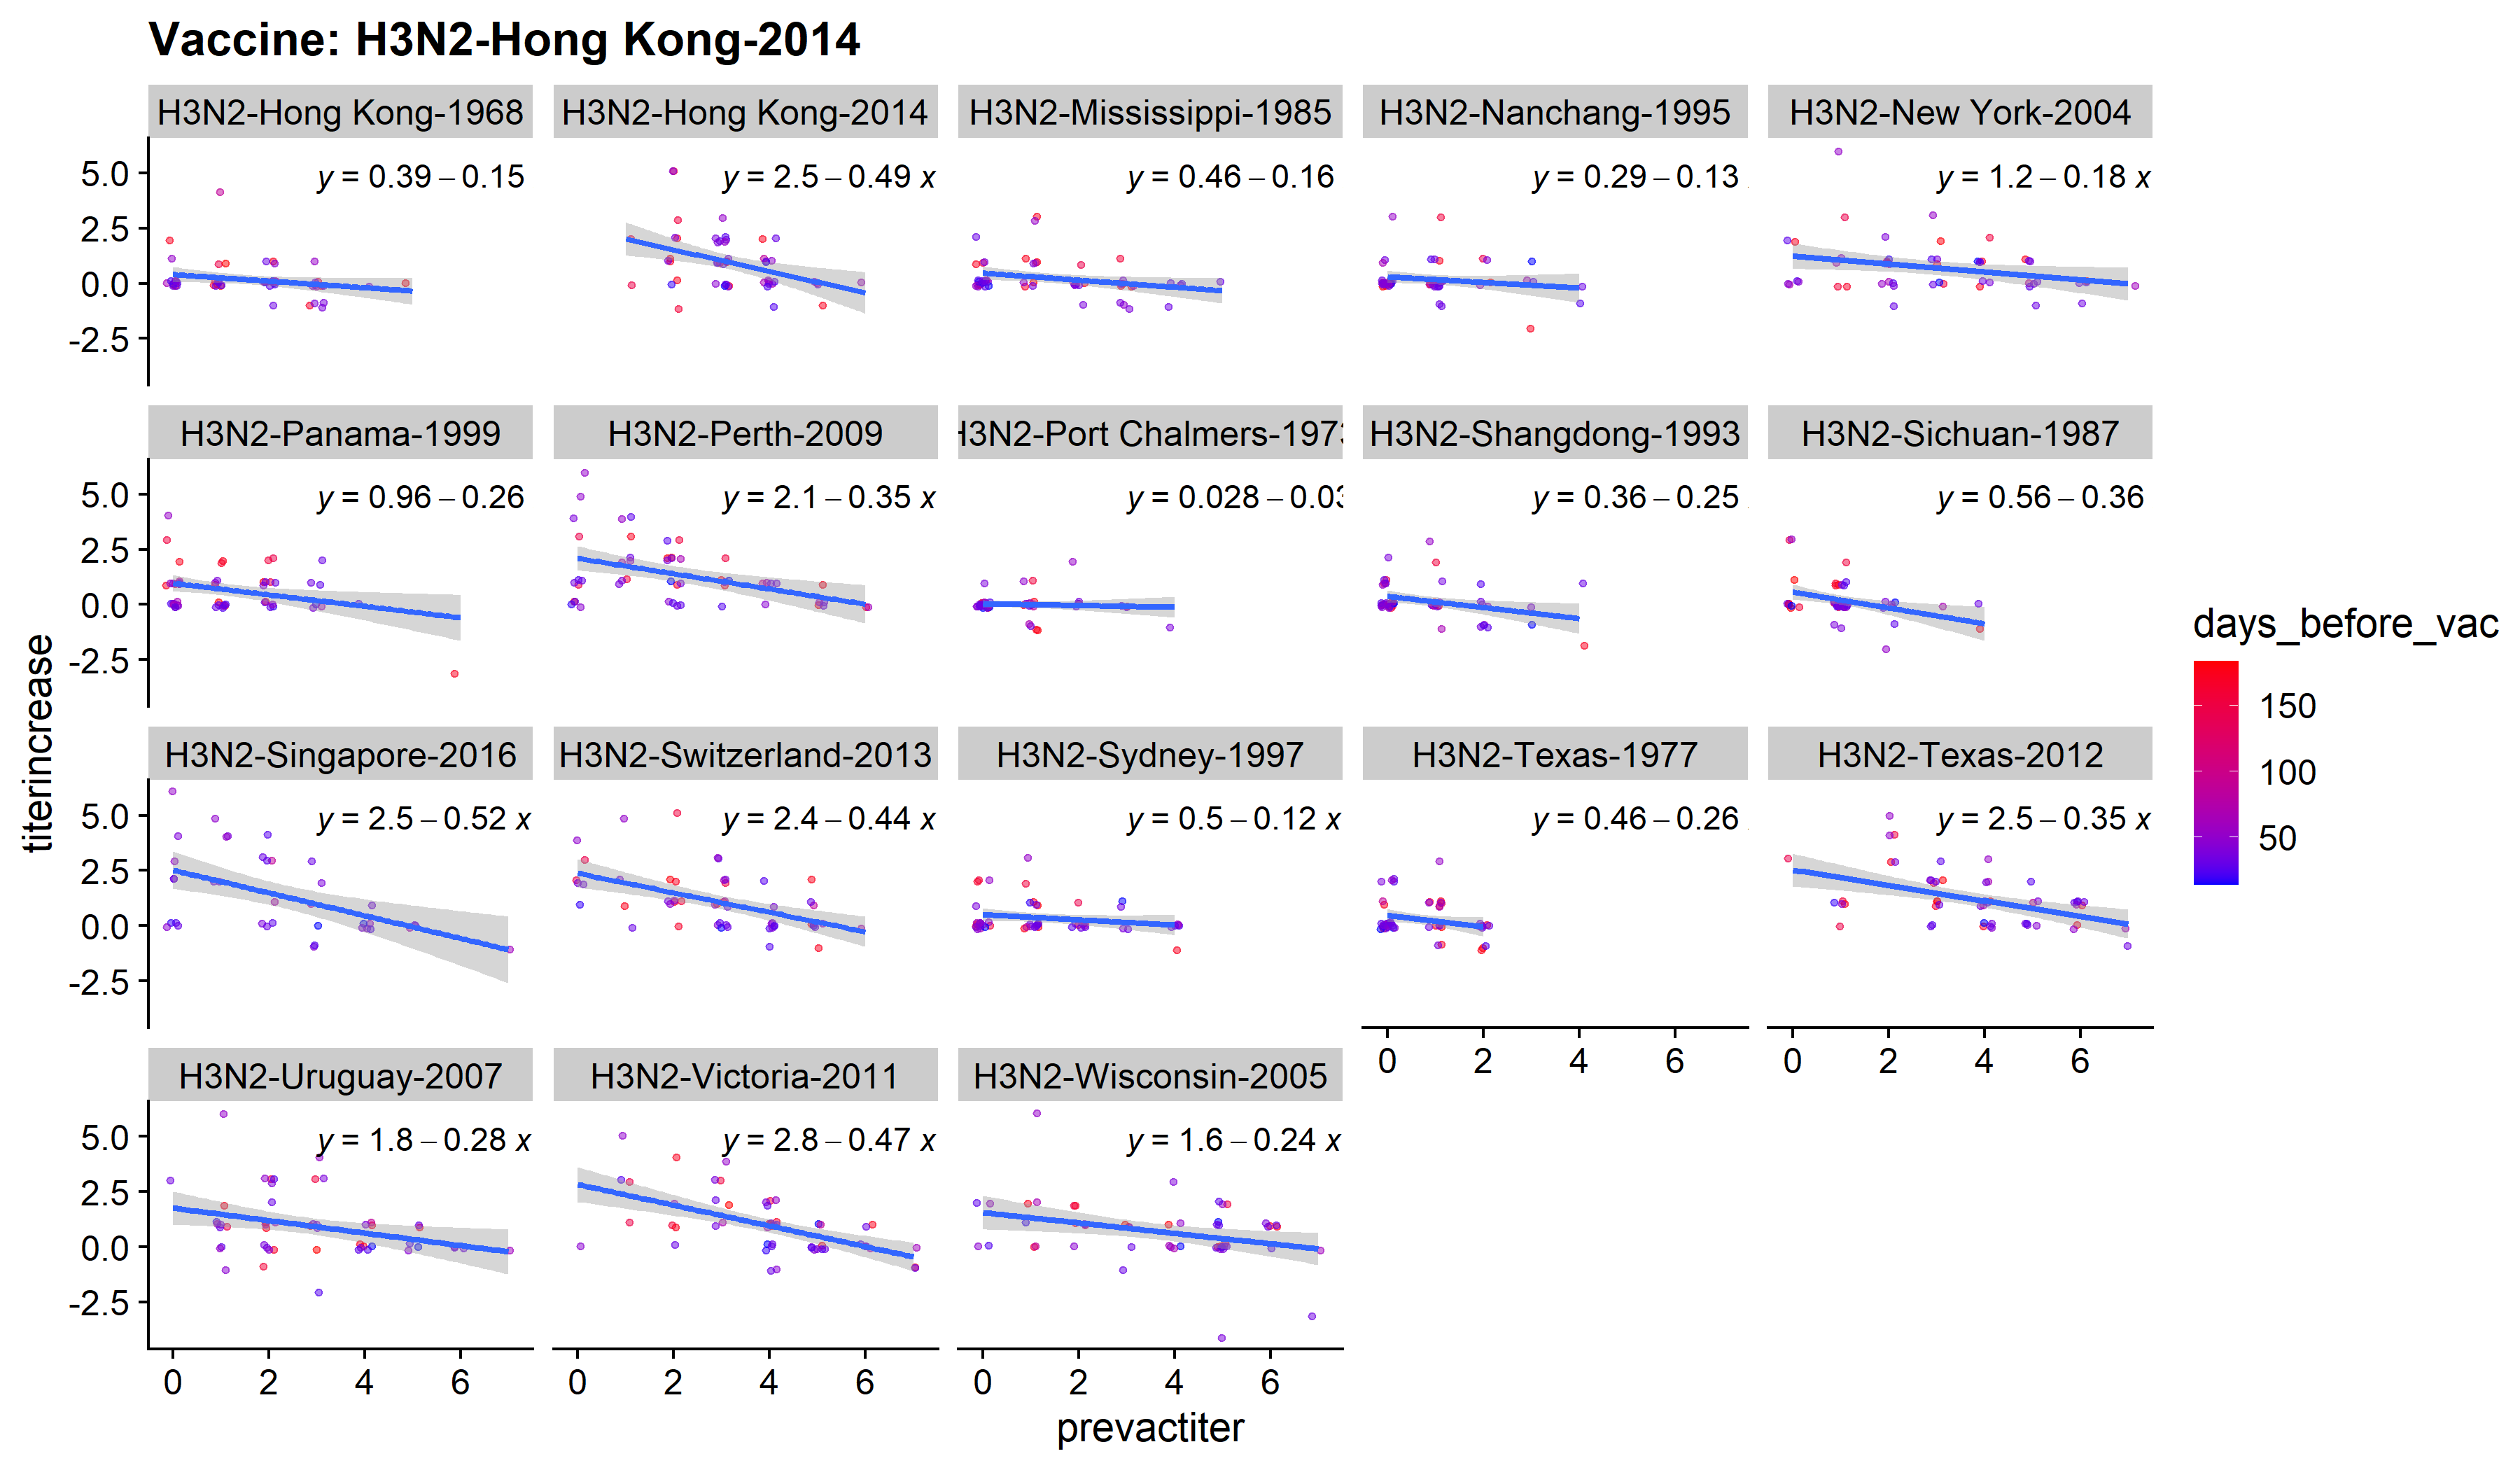 Vaccine: H3N2-Hong Kong-2014
H3N2-Hong Kong-1968 H3N2-Hong Kong-2014 H3N2-Mississippi-1985 H3N2-Nanchang-1995 H3N2-New York-2004
y = 0.39 – 0.15 y = 2.5 – 0.49 x y = 0.46 – 0.16 y = 0.29 – 0.13 y = 1.2 – 0.18 x
5.0
2.5
0.0
-2.5
H3N2-Panama-1999 H3N2-Perth-2009 H3N2-Port Chalmers-1973 H3N2-Shangdong-1993 H3N2-Sichuan-1987
y = 0.96 – 0.26 y = 2.1 – 0.35 x y = 0.028 – 0.03 y = 0.36 – 0.25 y = 0.56 – 0.36
5.0
2.5
0.0
-2.5
H3N2-Singapore-2016 H3N2-Switzerland-2013 H3N2-Sydney-1997 H3N2-Texas-1977 H3N2-Texas-2012
y = 2.5 – 0.52 x y = 2.4 – 0.44 x y = 0.5 – 0.12 x y = 0.46 – 0.26 y = 2.5 – 0.35 x
5.0
2.5
0.0
-2.5
0 2 4 6 0 2 4 6
H3N2-Uruguay-2007 H3N2-Victoria-2011 H3N2-Wisconsin-2005
y = 1.8 – 0.28 x y = 2.8 – 0.47 x y = 1.6 – 0.24 x
5.0
2.5
0.0
-2.5
0 2 4 6 0 2 4 6 0 2 4 6
prevactiter
titerincrease
days_before_vac
150
100
50